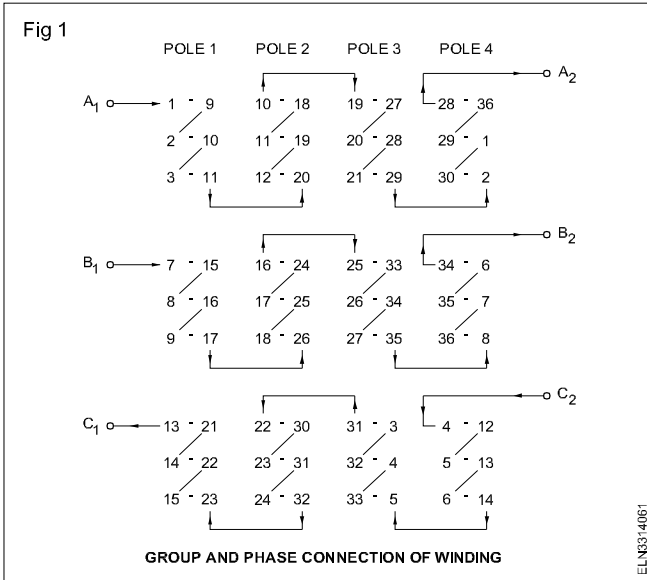 Fig 1
POLE 1 POLE 2 POLE 3 POLE 4
A2
A1 1 - 9 10 - 18 19 - 27 28 - 36
2 - 10 11 - 19 20 - 28 29 - 1
3 - 11 12 - 20 21 - 29 30 - 2
B2
B1 7 - 15 16 - 24 25 - 33 34 - 6
8 - 16 17 - 25 26 - 34 35 - 7
9 - 17 18 - 26 27 - 35 36 - 8
C2
C1 13 - 21 22 - 30 31 - 3 4 - 12
14 - 22 23 - 31 32 - 4 5 - 13
15 - 23 24 - 32 33 - 5 6 - 14
GROUP AND PHASE CONNECTION OF WINDING
ELN3314061